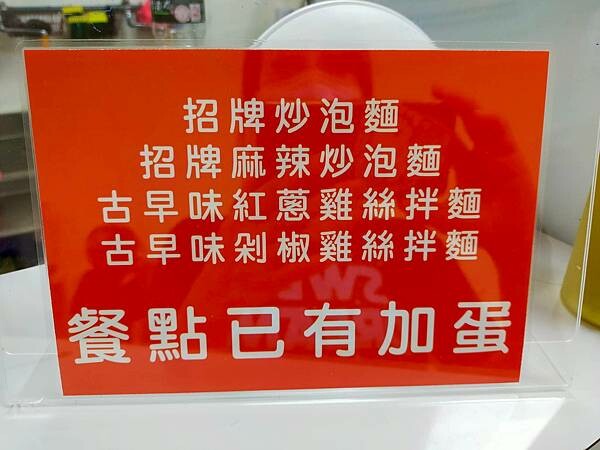 招牌炒泡麵
招牌麻辣炒泡麵
古早味紅蔥雞絲拌麵
古早味剁椒雞絲拌麵
餐點已有加蛋